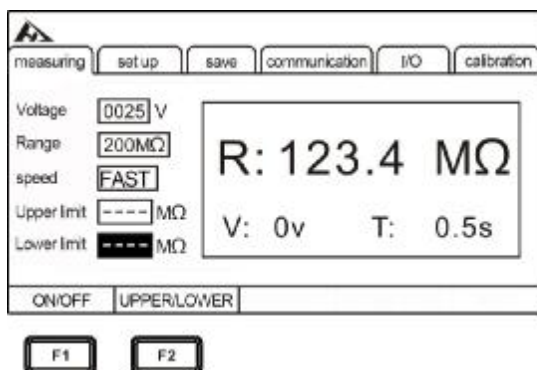 measuring set up save communication I/O calibration
Voltage 0025 V
Range 200MΩ
speed FAST
Upper limit ---- MΩ
Lower limit ---- MΩ
R: 123.4 MΩ
V: 0v T: 0.5s
ON/OFF UPPER/LOWER
F1 F2